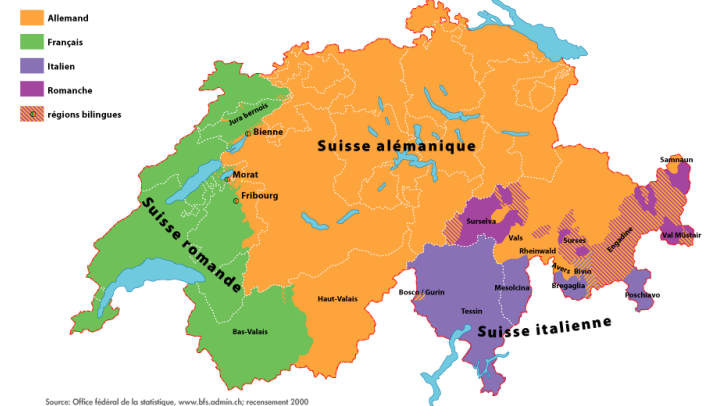 Allemand
Français
Italien
Romanche
régions bilingues
Jura bernois
Bienne
Suisse alémanique
Morat
Fribourg
Samnaun
Suisse romande
Surselva
Vals
Rheinwald
Surses
Engadine
Val Müstair
Avers
Bivio
Bregaglia
Poschiavo
Bosco / Gurin
Mesolcina
Haut-Valais
Tessin
Suisse italienne
Bas-Valais
Source: Office fédéral de la statistique, www.bfs.admin.ch; recensement 2000